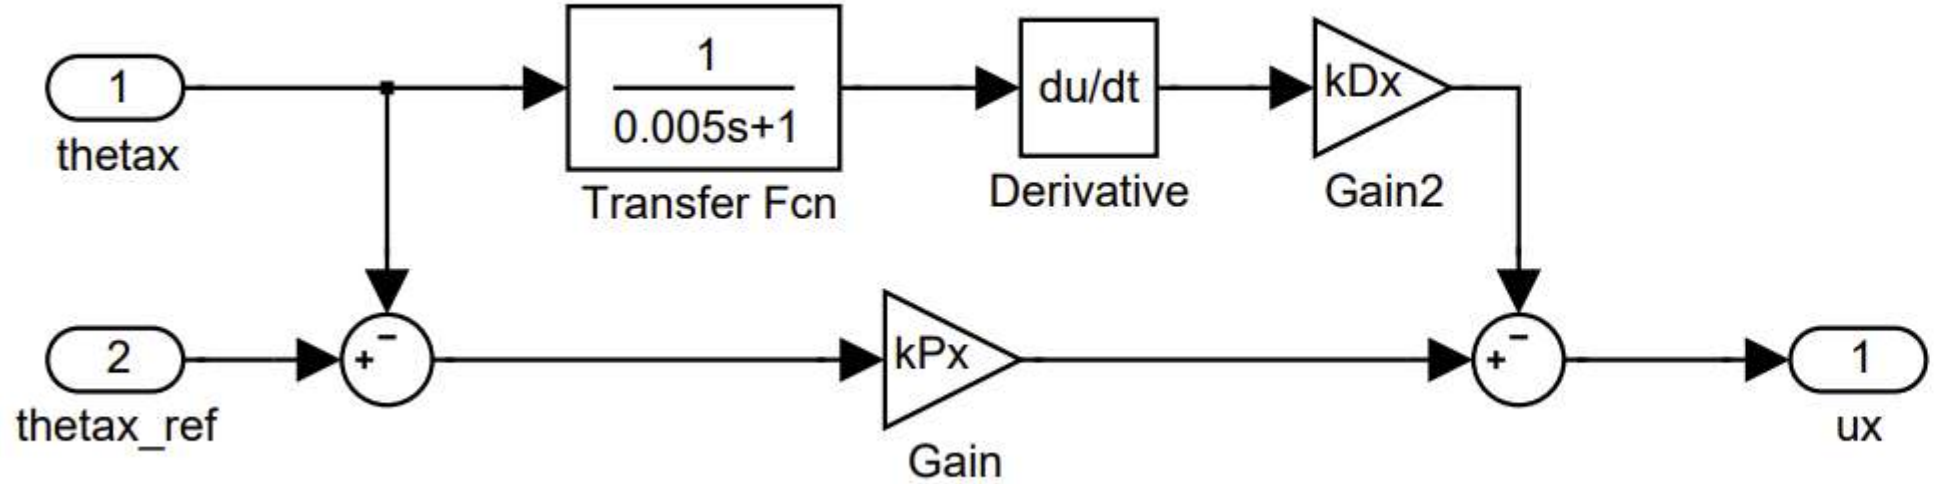 1
thetax
1
0.005s+1
Transfer Fcn
du/dt
Derivative
kDx
Gain2
2
thetax_ref
+
−
kPx
Gain
+
−
1
ux